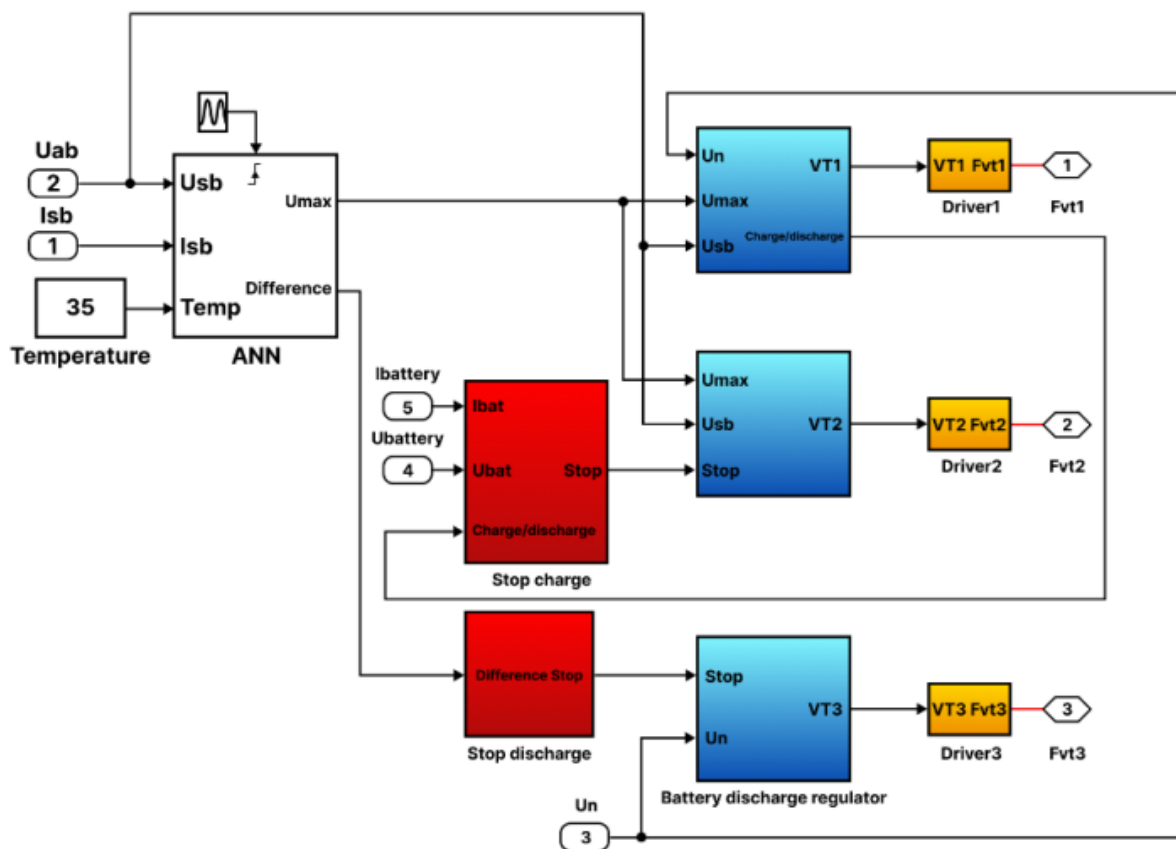 Uab
2
Isb
1
35
Temperature
Usb
Isb
Temp
Umax
Difference
ANN
Un
Umax
Usb
VT1
Charge/discharge
VT1 Fvt1
Driver1
1
Fvt1
Ibattery
5
Ubattery
4
Ibat
Ubat
Stop
Charge/discharge
Stop charge
Umax
Usb
Stop
VT2
VT2 Fvt2
Driver2
2
Fvt2
Difference Stop
Stop discharge
Stop
Un
VT3
Battery discharge regulator
VT3 Fvt3
Driver3
3
Fvt3
Un
3